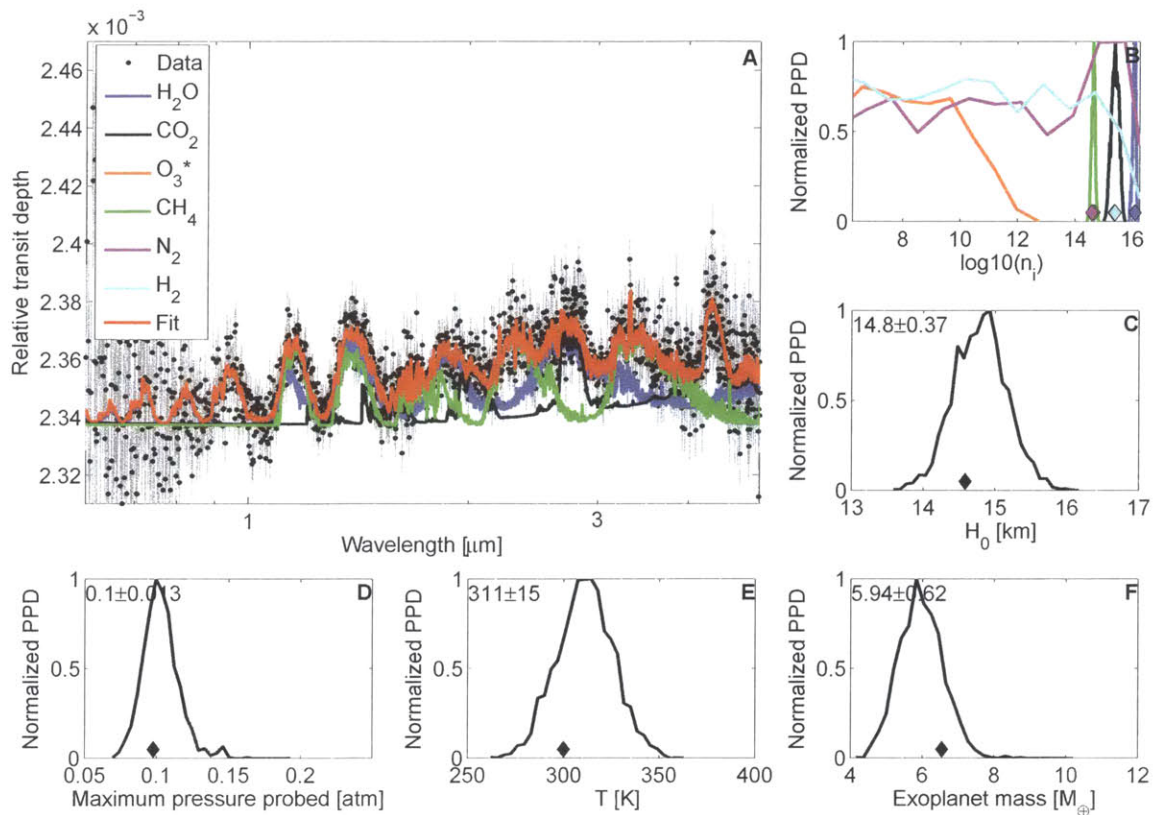 × 10⁻³
2.46
2.44
2.42
2.4
2.38
2.36
2.34
2.32
Relative transit depth
A
Data
H₂O
CO₂
O₃*
CH₄
N₂
H₂
Fit
1
3
Wavelength [μm]
B
1
0.5
0
Normalized PPD
8
10
12
14
16
log10(nᵢ)
C
14.8±0.37
1
0.5
0
Normalized PPD
13
14
15
16
17
H₀ [km]
D
0.1±0.013
1
0.5
0
Normalized PPD
0.05
0.1
0.15
0.2
Maximum pressure probed [atm]
E
311±15
1
0.5
0
Normalized PPD
250
300
350
400
T [K]
F
5.94±0.62
1
0.5
0
Normalized PPD
4
6
8
10
12
Exoplanet mass [M⊕]